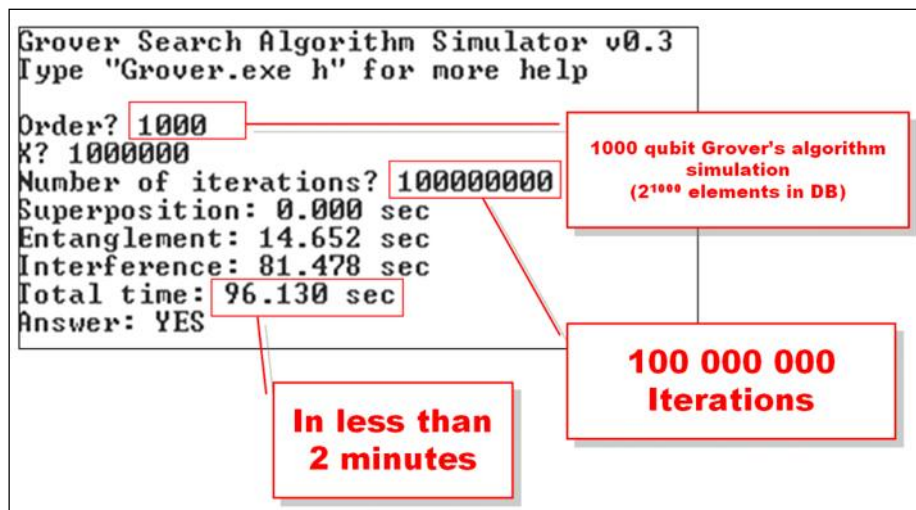 Grover Search Algorithm Simulator v0.3
Type "Grover.exe h" for more help
Order? 1000
X? 1000000
Number of iterations? 100000000
Superposition: 0.000 sec
Entanglement: 14.652 sec
Interference: 81.478 sec
Total time: 96.130 sec
Answer: YES
1000 qubit Grover's algorithm
simulation
(2¹⁰⁰⁰ elements in DB)
100 000 000
Iterations
In less than
2 minutes